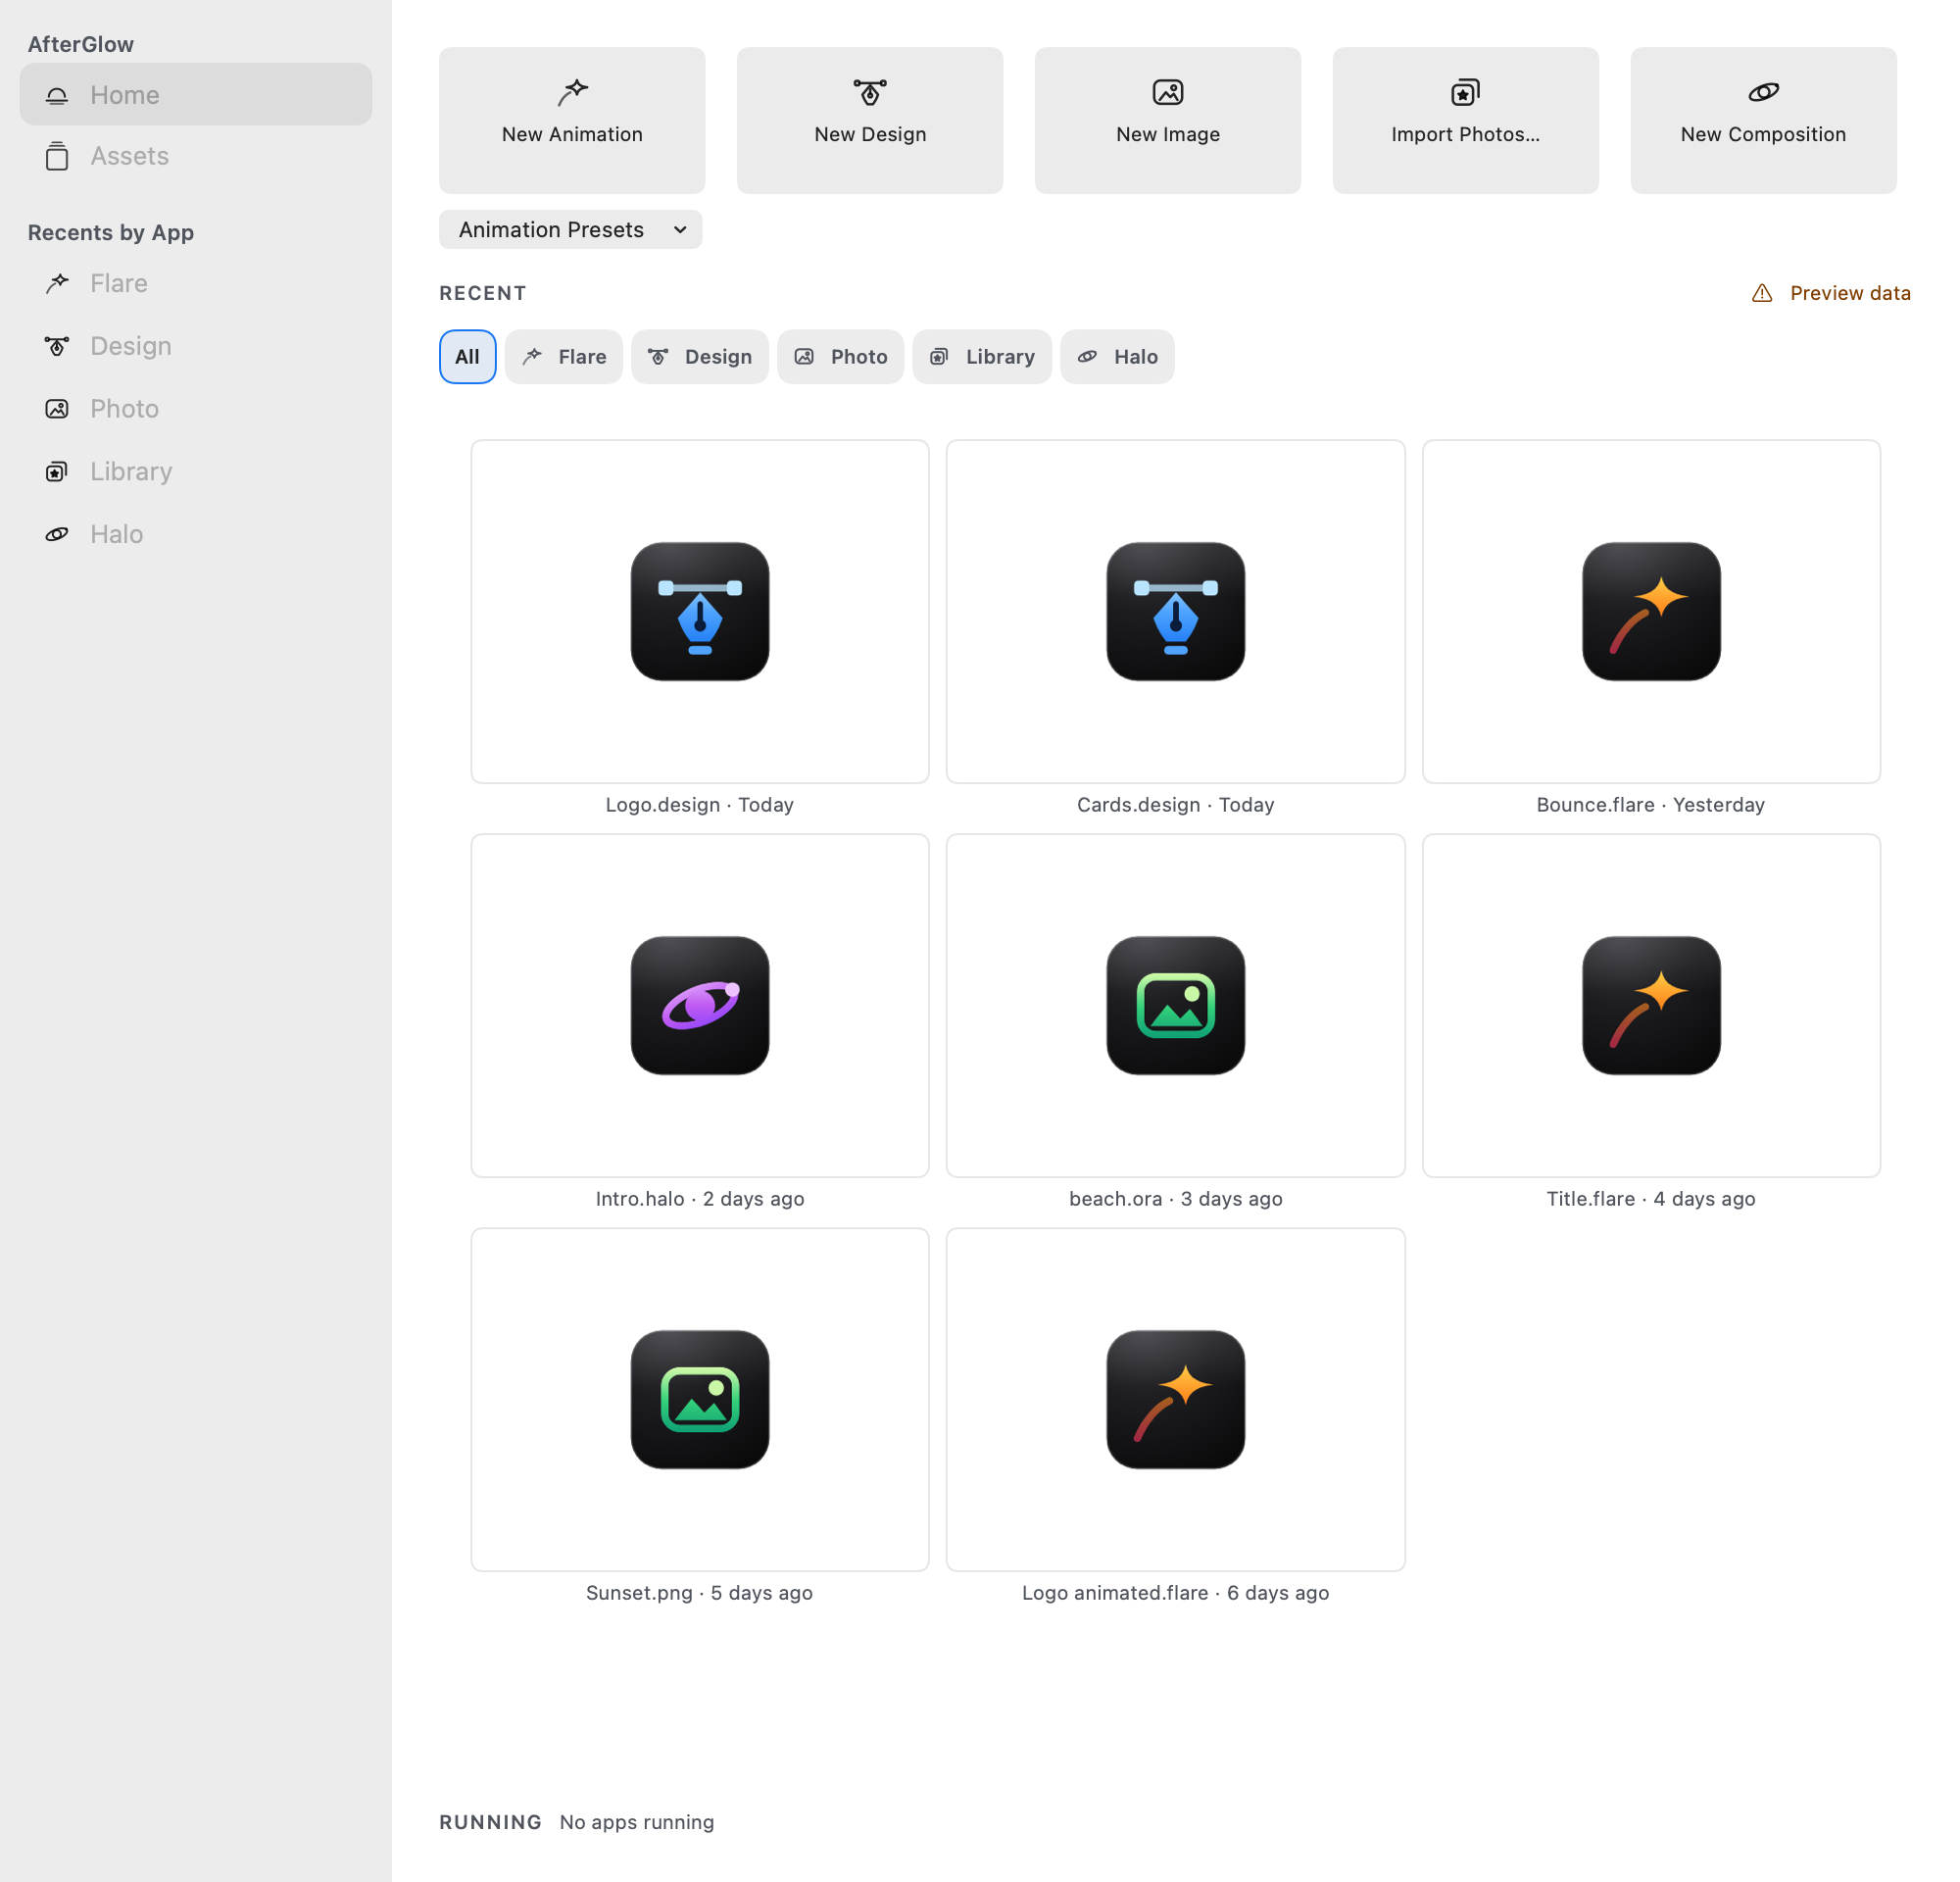 AfterGlow
Home
Assets
Recents by App
Flare
Design
Photo
Library
Halo
New Animation
New Design
New Image
Import Photos...
New Composition
Animation Presets
RECENT
Preview data
All
Flare
Design
Photo
Library
Halo
Logo.design · Today
Cards.design · Today
Bounce.flare · Yesterday
Intro.halo · 2 days ago
beach.ora · 3 days ago
Title.flare · 4 days ago
Sunset.png · 5 days ago
Logo animated.flare · 6 days ago
RUNNING No apps running